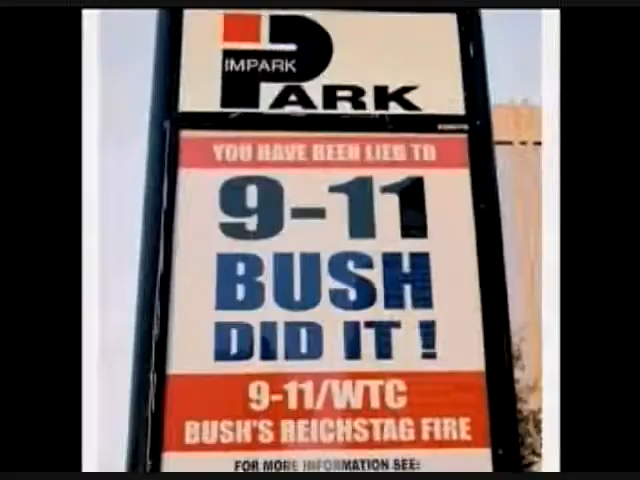 IMPARK
PARK
YOU HAVE BEEN LIED TO
9-11
BUSH
DID IT!
9-11/WTC
BUSH'S REICHSTAG FIRE
FOR MORE INFORMATION SEE: